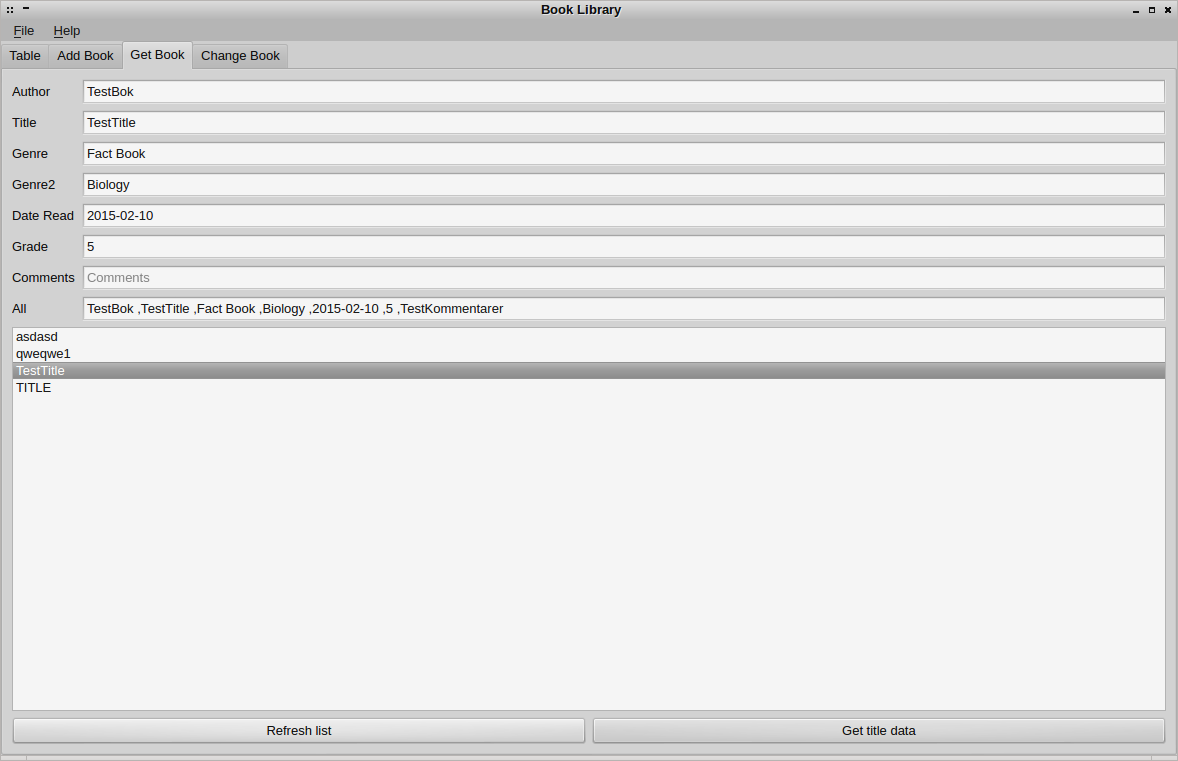 Book Library
File Help
Table Add Book Get Book Change Book
Author TestBok
Title TestTitle
Genre Fact Book
Genre2 Biology
Date Read 2015-02-10
Grade 5
Comments Comments
All TestBok ,TestTitle ,Fact Book ,Biology ,2015-02-10 ,5 ,TestKommentarer
asdasd
qweqwe1
TestTitle
TITLE
Refresh list Get title data